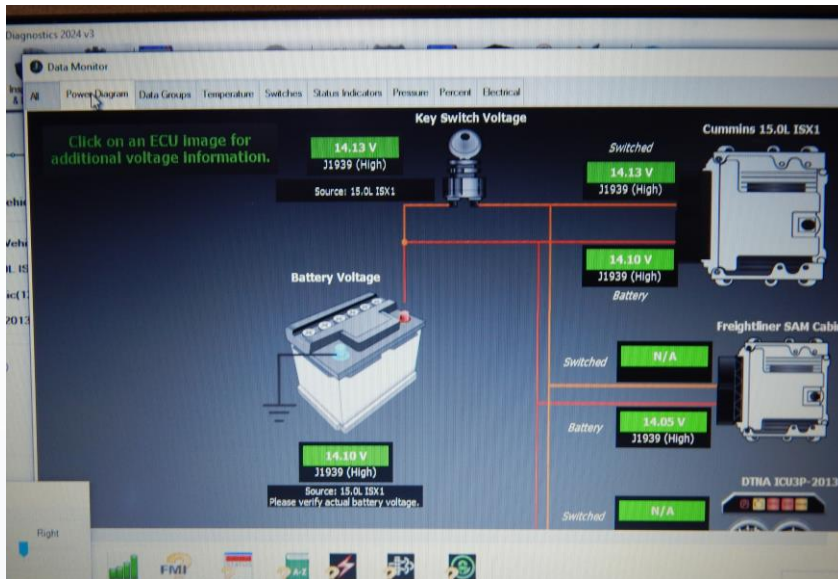 Diagnostics 2024 v3
Data Monitor
All
Power Diagram
Data Groups
Temperature
Switches
Status Indicators
Pressure
Percent
Electrical
Click on an ECU image for
additional voltage information.
Key Switch Voltage
14.13 V
J1939 (High)
Source: 15.0L ISX1
Cummins 15.0L ISX1
Switched
14.13 V
J1939 (High)
14.10 V
J1939 (High)
Battery
Battery Voltage
14.10 V
J1939 (High)
Source: 15.0L ISX1
Please verify actual battery voltage.
Freightliner SAM Cabin
Switched
N/A
Battery
14.05 V
J1939 (High)
DTNA ICU3P-2013
Switched
N/A
2013
Right
FMI
A-Z